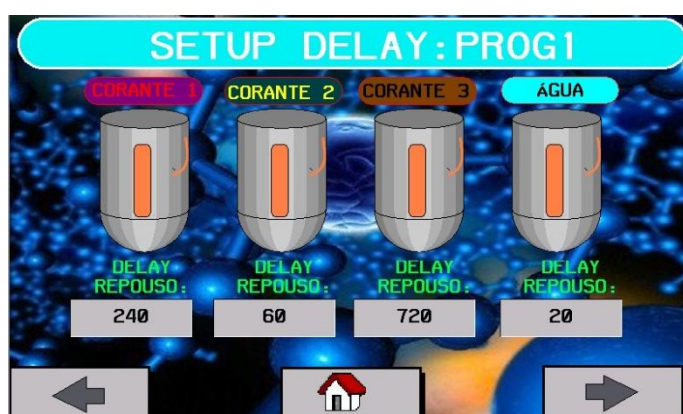 SETUP DELAY:PROG1
CORANTE 1 CORANTE 2 CORANTE 3 ÁGUA
DELAY REPOUSO: DELAY REPOUSO: DELAY REPOUSO: DELAY REPOUSO:
240 60 720 20